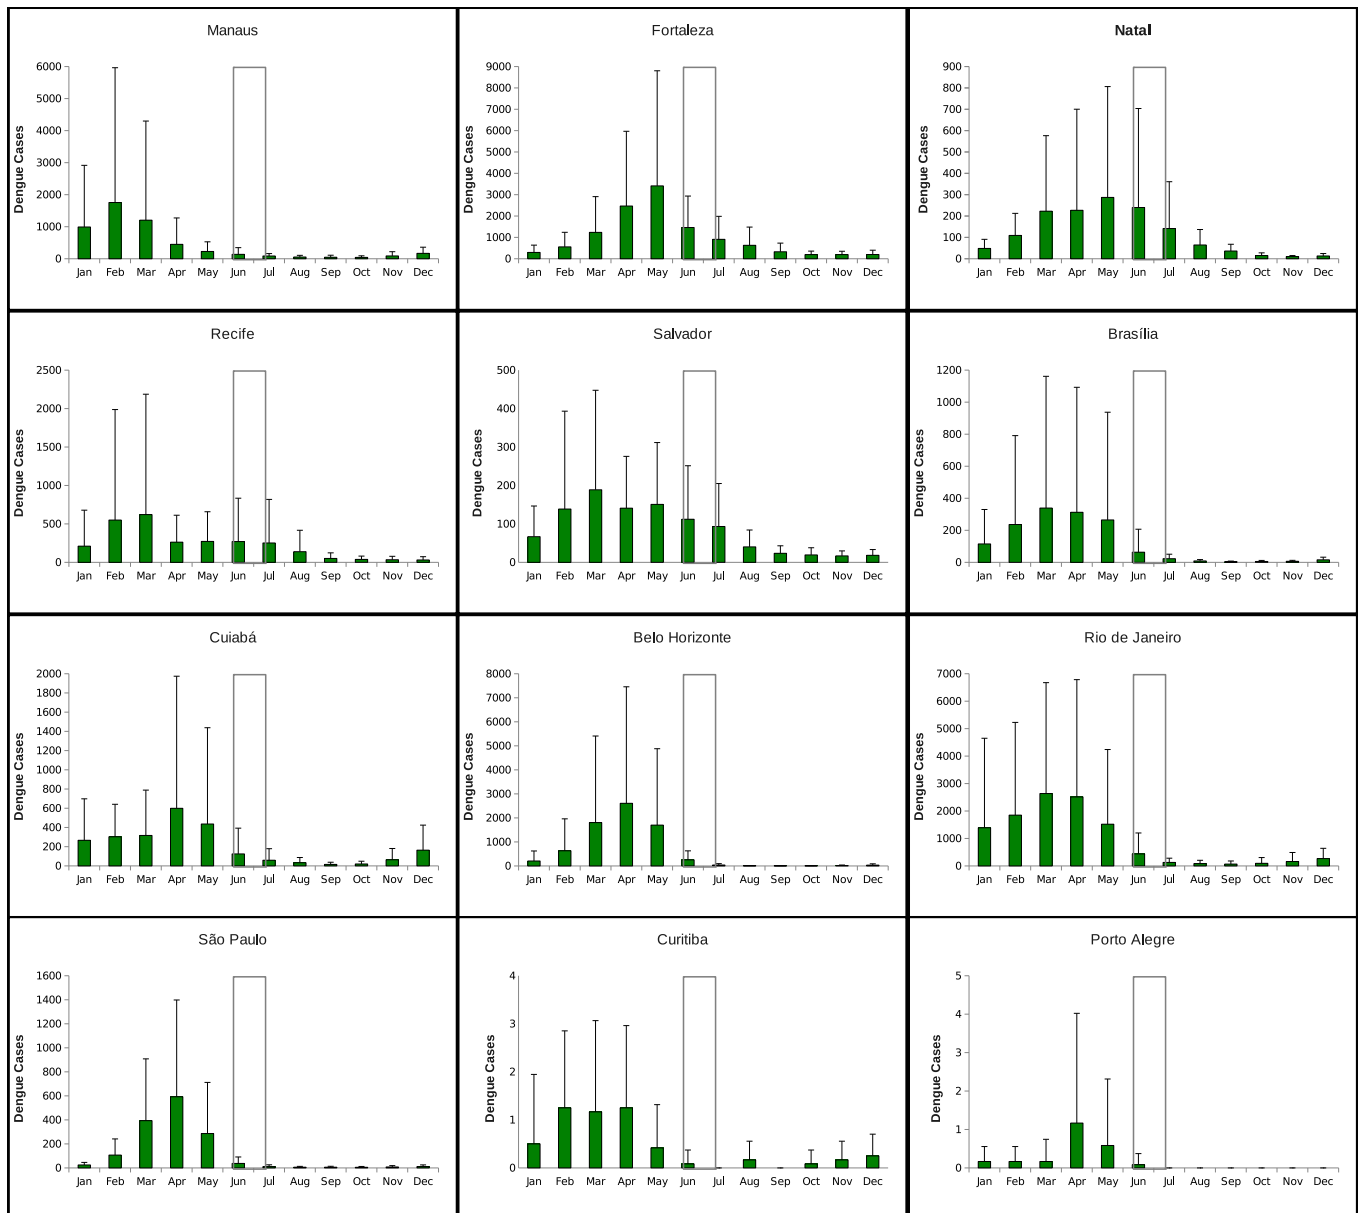 Manaus
6000
5000
4000
3000
2000
1000
0
Dengue Cases
Jan Feb Mar Apr May Jun Jul Aug Sep Oct Nov Dec
Fortaleza
9000
8000
7000
6000
5000
4000
3000
2000
1000
0
Dengue Cases
Jan Feb Mar Apr May Jun Jul Aug Sep Oct Nov Dec
Natal
900
800
700
600
500
400
300
200
100
0
Dengue Cases
Jan Feb Mar Apr May Jun Jul Aug Sep Oct Nov Dec
Recife
2500
2000
1500
1000
500
0
Dengue Cases
Jan Feb Mar Apr May Jun Jul Aug Sep Oct Nov Dec
Salvador
500
400
300
200
100
0
Dengue Cases
Jan Feb Mar Apr May Jun Jul Aug Sep Oct Nov Dec
Brasília
1200
1000
800
600
400
200
0
Dengue Cases
Jan Feb Mar Apr May Jun Jul Aug Sep Oct Nov Dec
Cuiabá
2000
1800
1600
1400
1200
1000
800
600
400
200
0
Dengue Cases
Jan Feb Mar Apr May Jun Jul Aug Sep Oct Nov Dec
Belo Horizonte
8000
7000
6000
5000
4000
3000
2000
1000
0
Dengue Cases
Jan Feb Mar Apr May Jun Jul Aug Sep Oct Nov Dec
Rio de Janeiro
7000
6000
5000
4000
3000
2000
1000
0
Dengue Cases
Jan Feb Mar Apr May Jun Jul Aug Sep Oct Nov Dec
São Paulo
1600
1400
1200
1000
800
600
400
200
0
Dengue Cases
Jan Feb Mar Apr May Jun Jul Aug Sep Oct Nov Dec
Curitiba
4
3
2
1
0
Dengue Cases
Jan Feb Mar Apr May Jun Jul Aug Sep Oct Nov Dec
Porto Alegre
5
4
3
2
1
0
Dengue Cases
Jan Feb Mar Apr May Jun Jul Aug Sep Oct Nov Dec